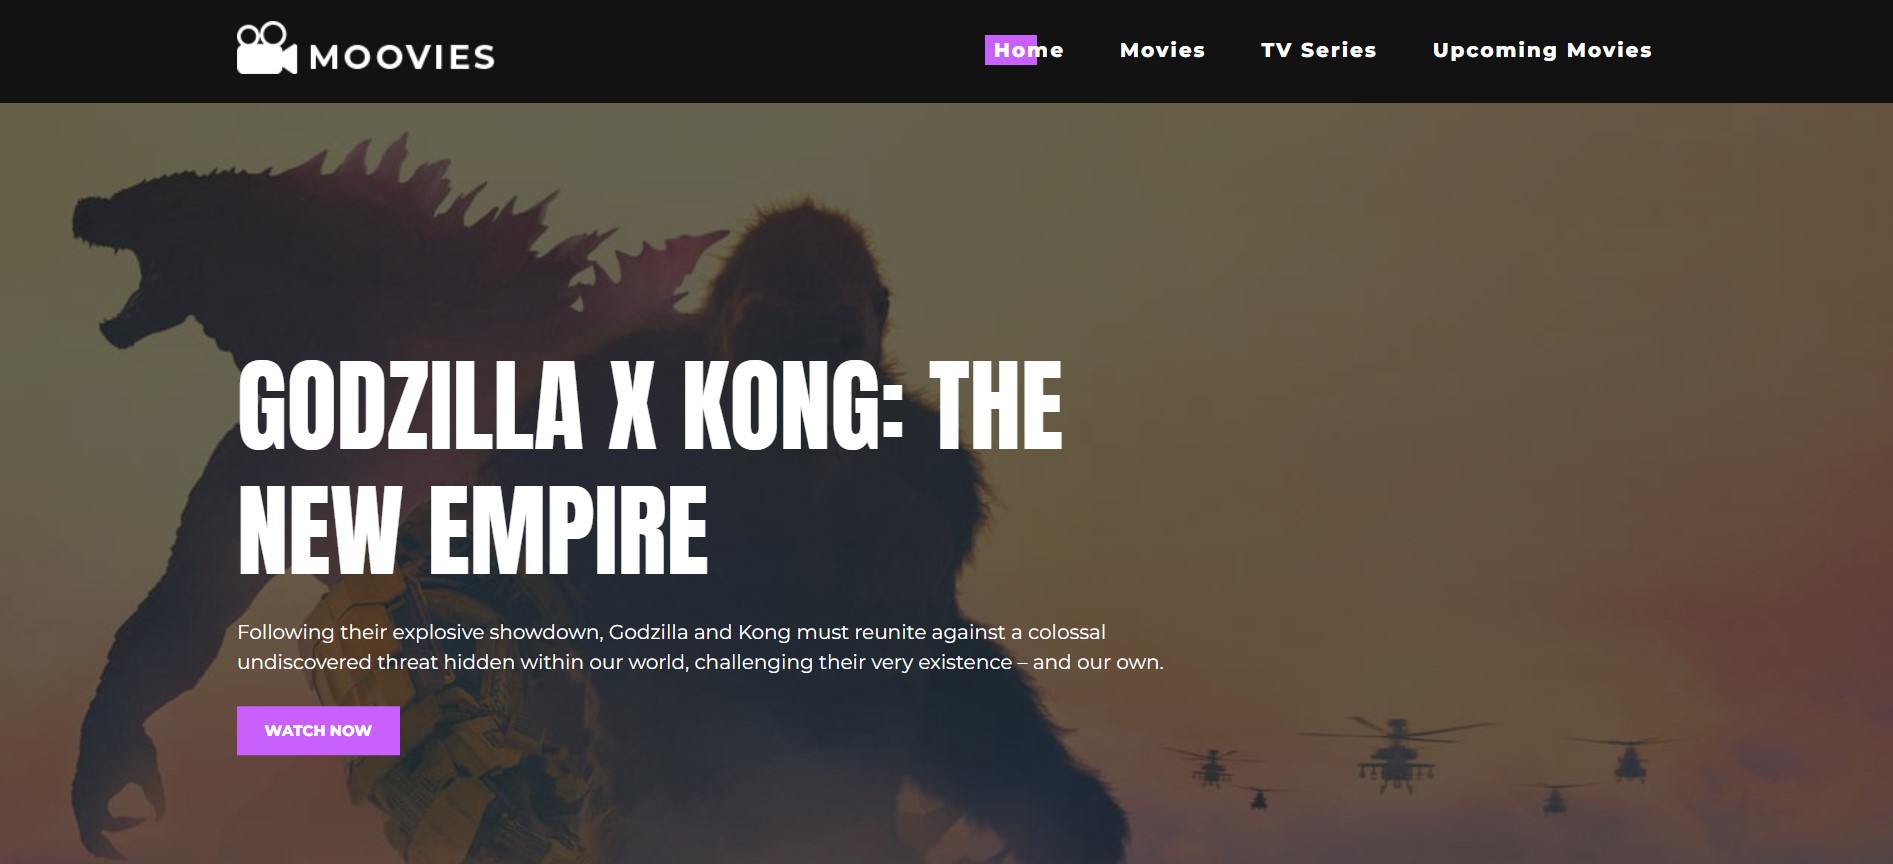 MOOVIES
Home Movies TV Series Upcoming Movies
GODZILLA X KONG: THE
NEW EMPIRE
Following their explosive showdown, Godzilla and Kong must reunite against a colossal
undiscovered threat hidden within our world, challenging their very existence – and our own.
WATCH NOW